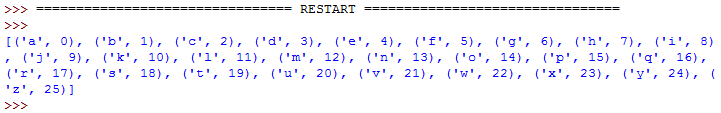 >>> ================================ RESTART ================================
>>>
[('a', 0), ('b', 1), ('c', 2), ('d', 3), ('e', 4), ('f', 5), ('g', 6), ('h', 7), ('i', 8)
, ('j', 9), ('k', 10), ('l', 11), ('m', 12), ('n', 13), ('o', 14), ('p', 15), ('q', 16),
('r', 17), ('s', 18), ('t', 19), ('u', 20), ('v', 21), ('w', 22), ('x', 23), ('y', 24), (
'z', 25)]
>>>